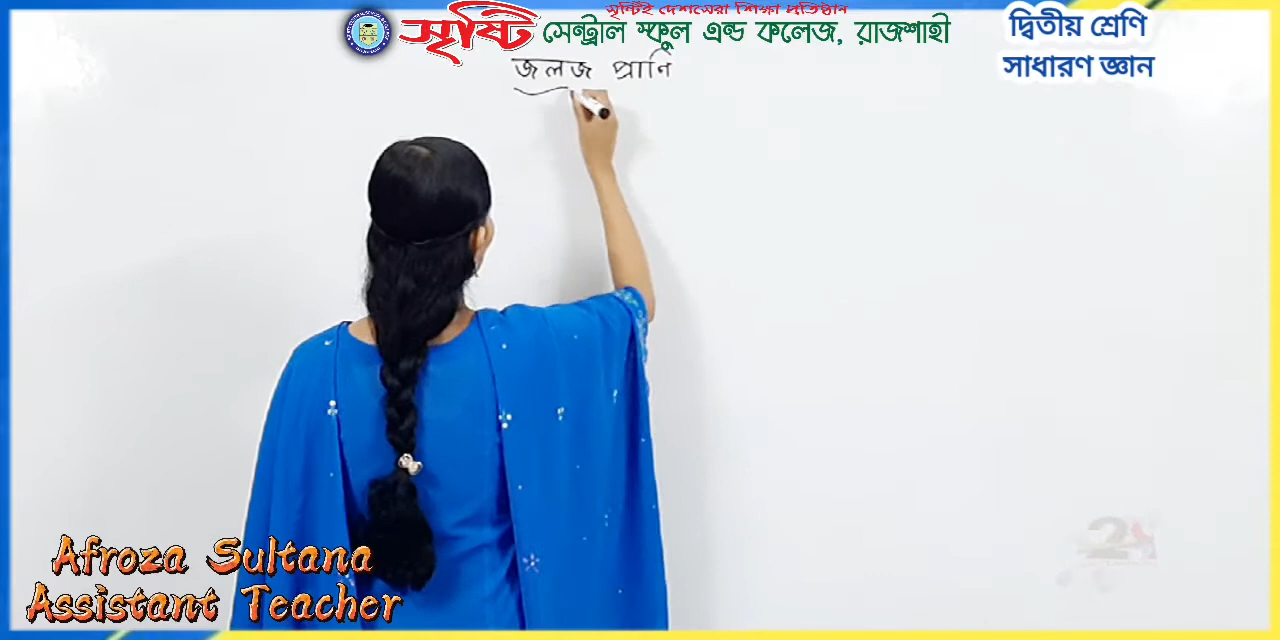 সৃষ্টিই দেশসেরা শিক্ষা প্রতিষ্ঠান
সৃষ্টি সেন্ট্রাল স্কুল এন্ড কলেজ, রাজশাহী
দ্বিতীয় শ্রেণি
সাধারণ জ্ঞান
জলজ প্রাণি
Afroza Sultana
Assistant Teacher